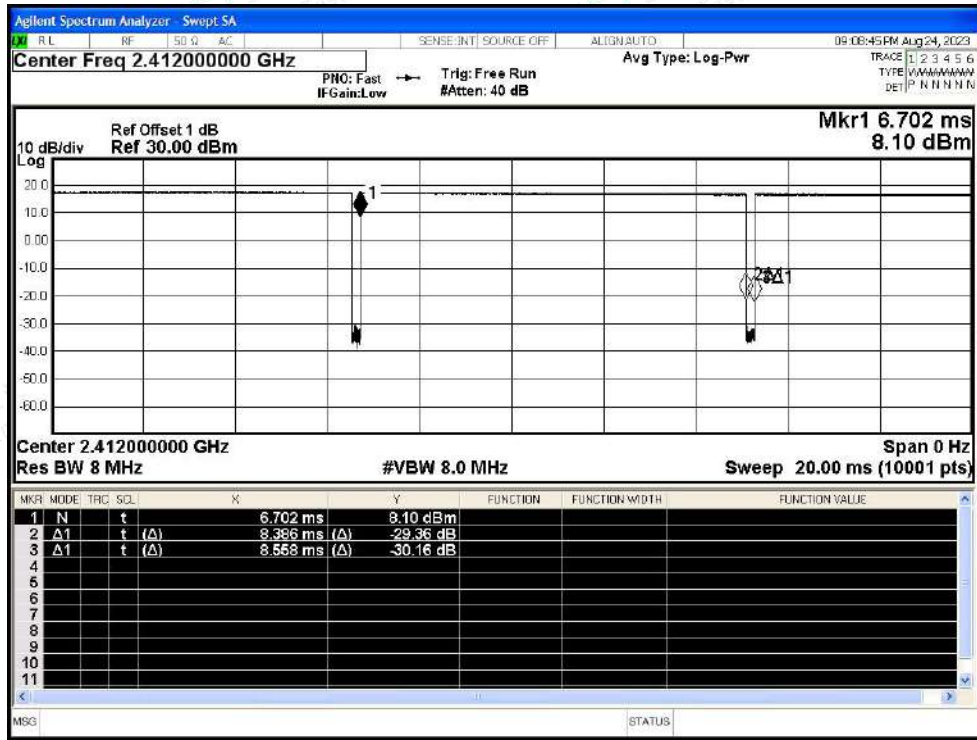 Agilent Spectrum Analyzer - Swept SA
LXI RL RF 50 Ω AC SENSE:INT SOURCE OFF ALIGN AUTO 09:08:45 PM Aug 24, 2023
Center Freq 2.412000000 GHz
Avg Type: Log-Pwr
TRACE 1 2 3 4 5 6
PNO: Fast Trig: Free Run
TYPE
IFGain:Low #Atten: 40 dB
DET P N N N N N
Mkr1 6.702 ms
8.10 dBm
Ref Offset 1 dB
10 dB/div Ref 30.00 dBm
Log
20.0
1
10.0
0.00
-10.0
-20.0
-30.0
-40.0
-50.0
-60.0
Center 2.412000000 GHz Span 0 Hz
Res BW 8 MHz #VBW 8.0 MHz Sweep 20.00 ms (10001 pts)
MKR MODE TRC SCL X Y FUNCTION FUNCTION WIDTH FUNCTION VALUE
1 N t 6.702 ms 8.10 dBm
2 Δ1 t (Δ) 8.386 ms (Δ) -29.36 dB
3 Δ1 t (Δ) 8.558 ms (Δ) -30.16 dB
4
5
6
7
8
9
10
11
MSG STATUS